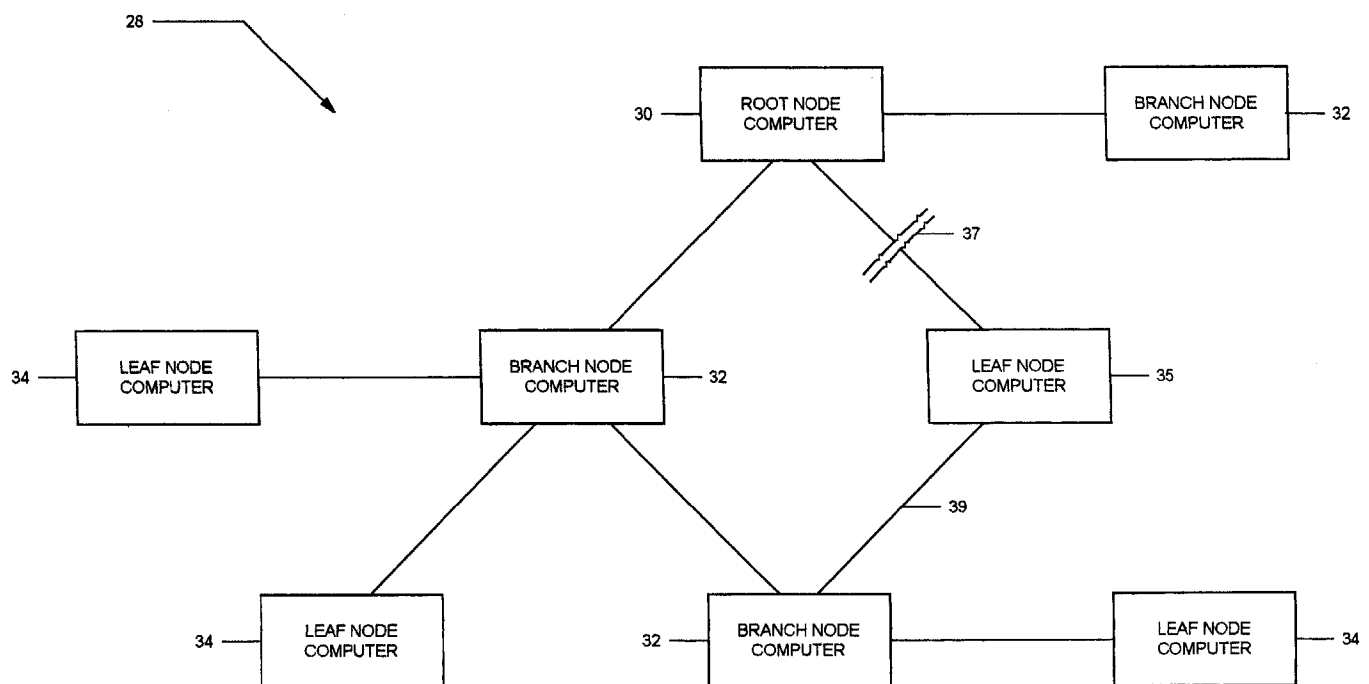 28
30
ROOT NODE
COMPUTER
BRANCH NODE
COMPUTER
32
37
34
LEAF NODE
COMPUTER
BRANCH NODE
COMPUTER
32
LEAF NODE
COMPUTER
35
39
34
LEAF NODE
COMPUTER
32
BRANCH NODE
COMPUTER
LEAF NODE
COMPUTER
34